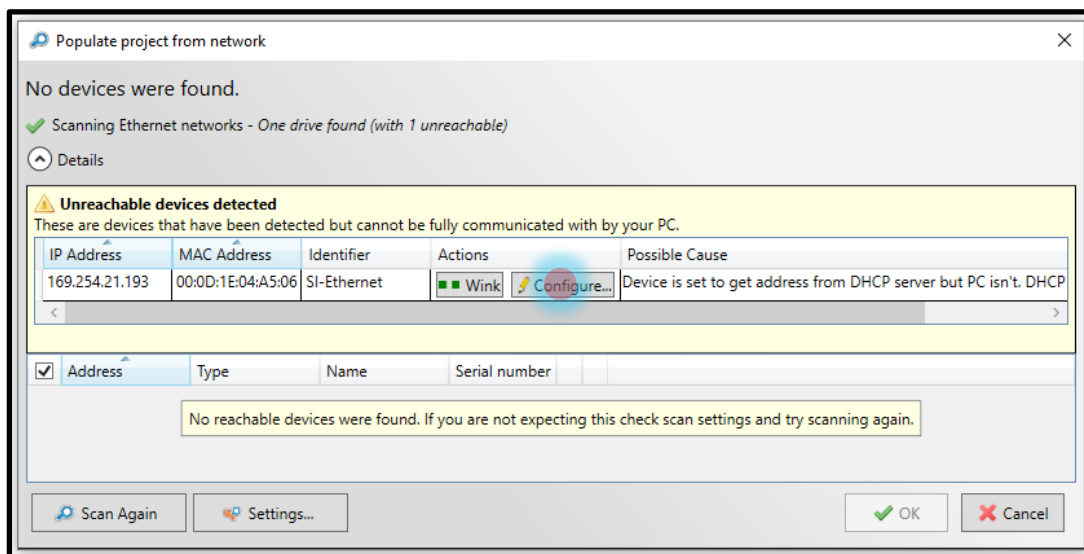 Populate project from network
No devices were found.
Scanning Ethernet networks - One drive found (with 1 unreachable)
Details
Unreachable devices detected
These are devices that have been detected but cannot be fully communicated with by your PC.
IP Address MAC Address Identifier Actions Possible Cause
169.254.21.193 00:0D:1E:04:A5:06 SI-Ethernet Wink Configure... Device is set to get address from DHCP server but PC isn't. DHCP
Address Type Name Serial number
No reachable devices were found. If you are not expecting this check scan settings and try scanning again.
Scan Again Settings... OK Cancel